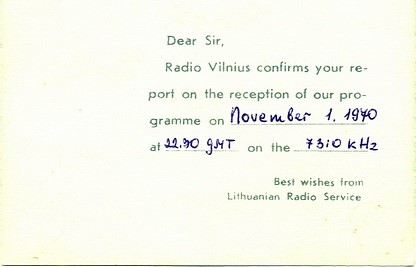 Dear Sir,
Radio Vilnius confirms your re-
port on the reception of our pro-
gramme on November 1. 1970
at 22.30 GMT on the 7310 kHz
Best wishes from
Lithuanian Radio Service